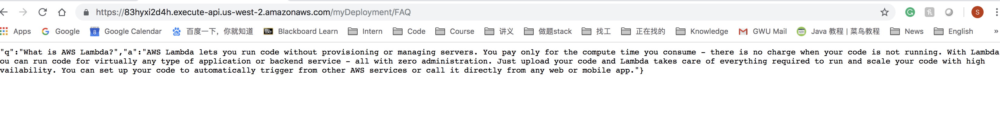 https://83hyxi2d4h.execute-api.us-west-2.amazonaws.com/myDeployment/FAQ
S
Apps Google 8 Google Calendar du 百度一下，你就知道 Bb Blackboard Learn Intern Code Course 讲义 做题stack 找工 正在找的 Knowledge GWU Mail Java 教程 | 菜鸟教程 News English »
"q":"What is AWS Lambda?","a":"AWS Lambda lets you run code without provisioning or managing servers. You pay only for the compute time you consume - there is no charge when your code is not running. With Lambda
ou can run code for virtually any type of application or backend service - all with zero administration. Just upload your code and Lambda takes care of everything required to run and scale your code with high
vailability. You can set up your code to automatically trigger from other AWS services or call it directly from any web or mobile app."}